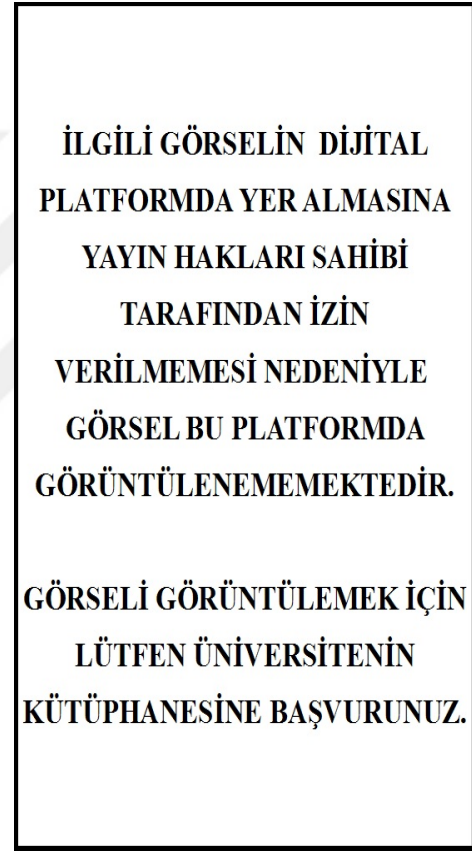 İLGİLİ GÖRSELİN DİJİTAL
PLATFORMDA YER ALMASINA
YAYIN HAKLARI SAHİBİ
TARAFINDAN İZİN
VERİLMEMESİ NEDENİYLE
GÖRSEL BU PLATFORMDA
GÖRÜNTÜLENEMEMEKTEDİR.
GÖRSELİ GÖRÜNTÜLEMEK İÇİN
LÜTFEN ÜNİVERSİTENİN
KÜTÜPHANESİNE BAŞVURUNUZ.